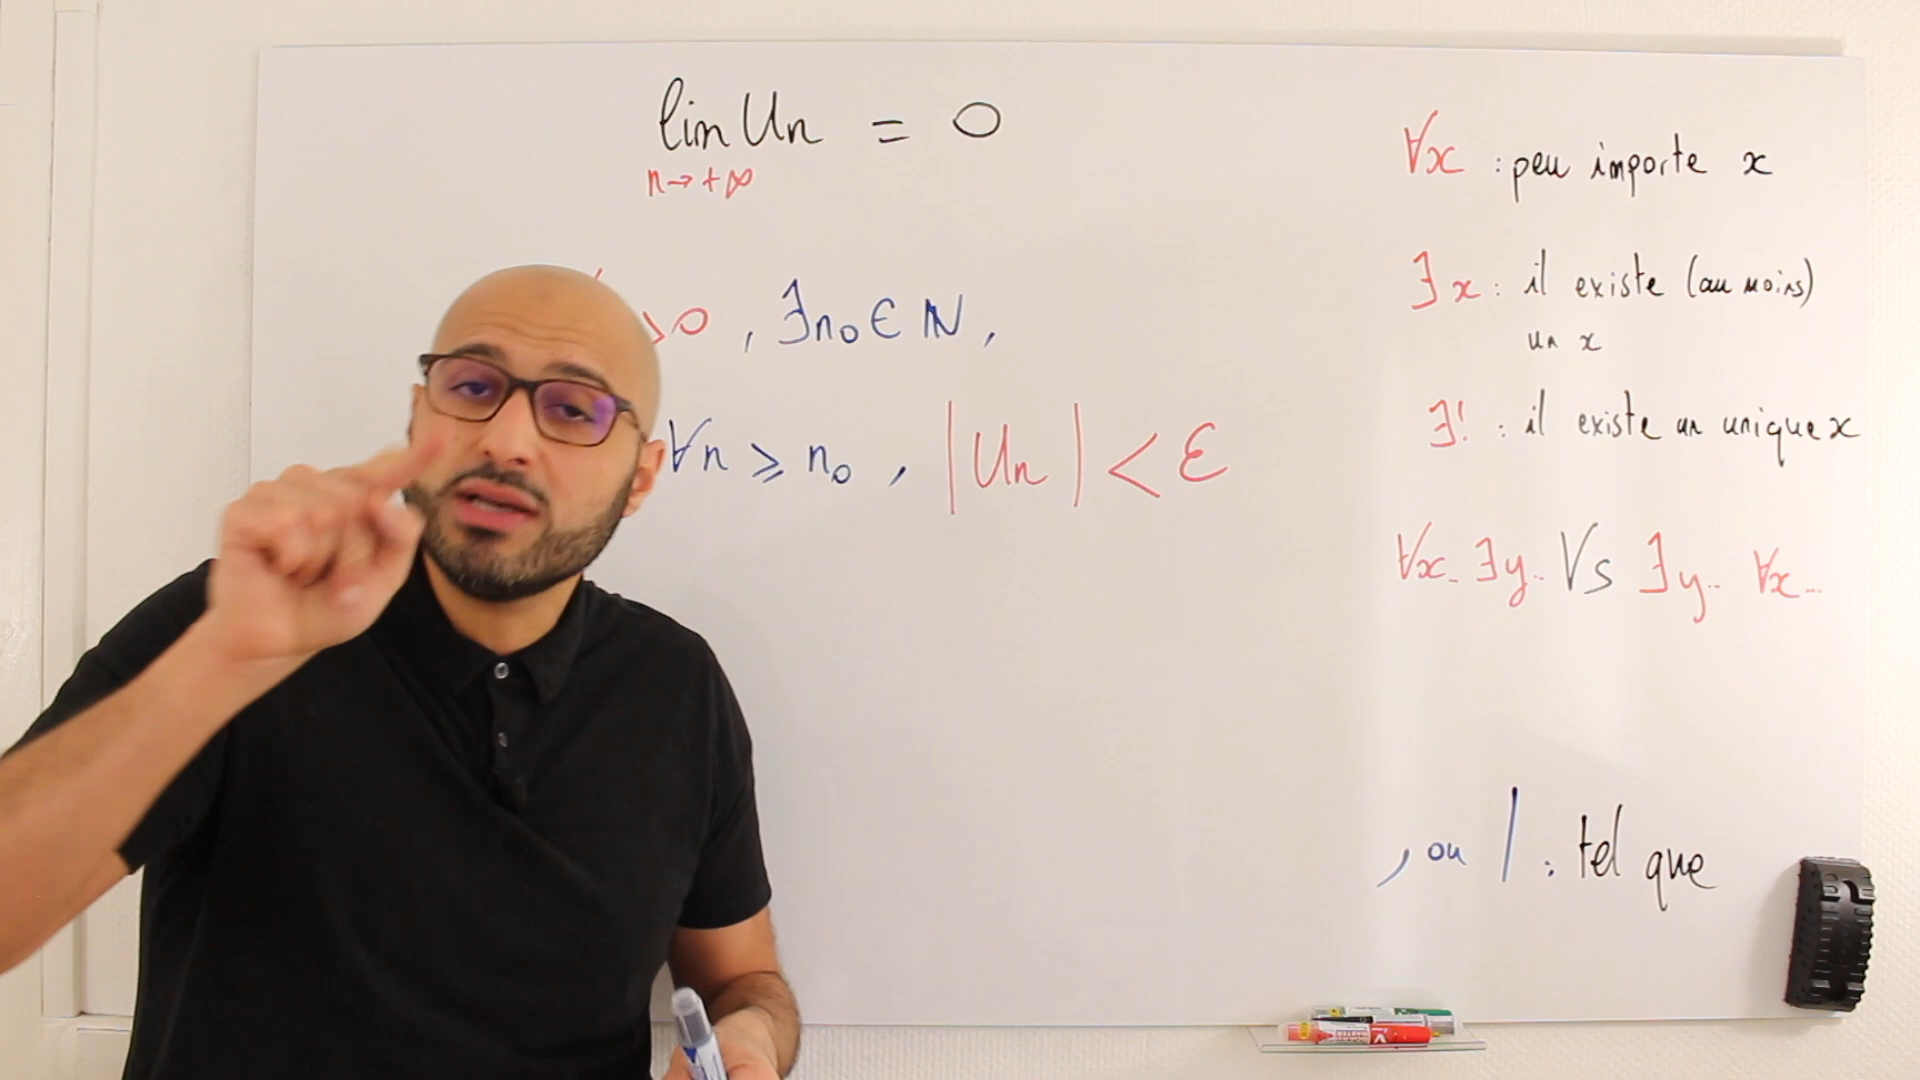 lim Un = 0
n→+∞
>0 , ∃n₀ ∈ ℕ,
∀n ⩾ n₀ , |Un| < ε
∀x : peu importe x
∃x : il existe (au moins)
un x
∃! : il existe un unique x
∀x.. ∃y.. Vs ∃y.. ∀x...
, ou / : tel que